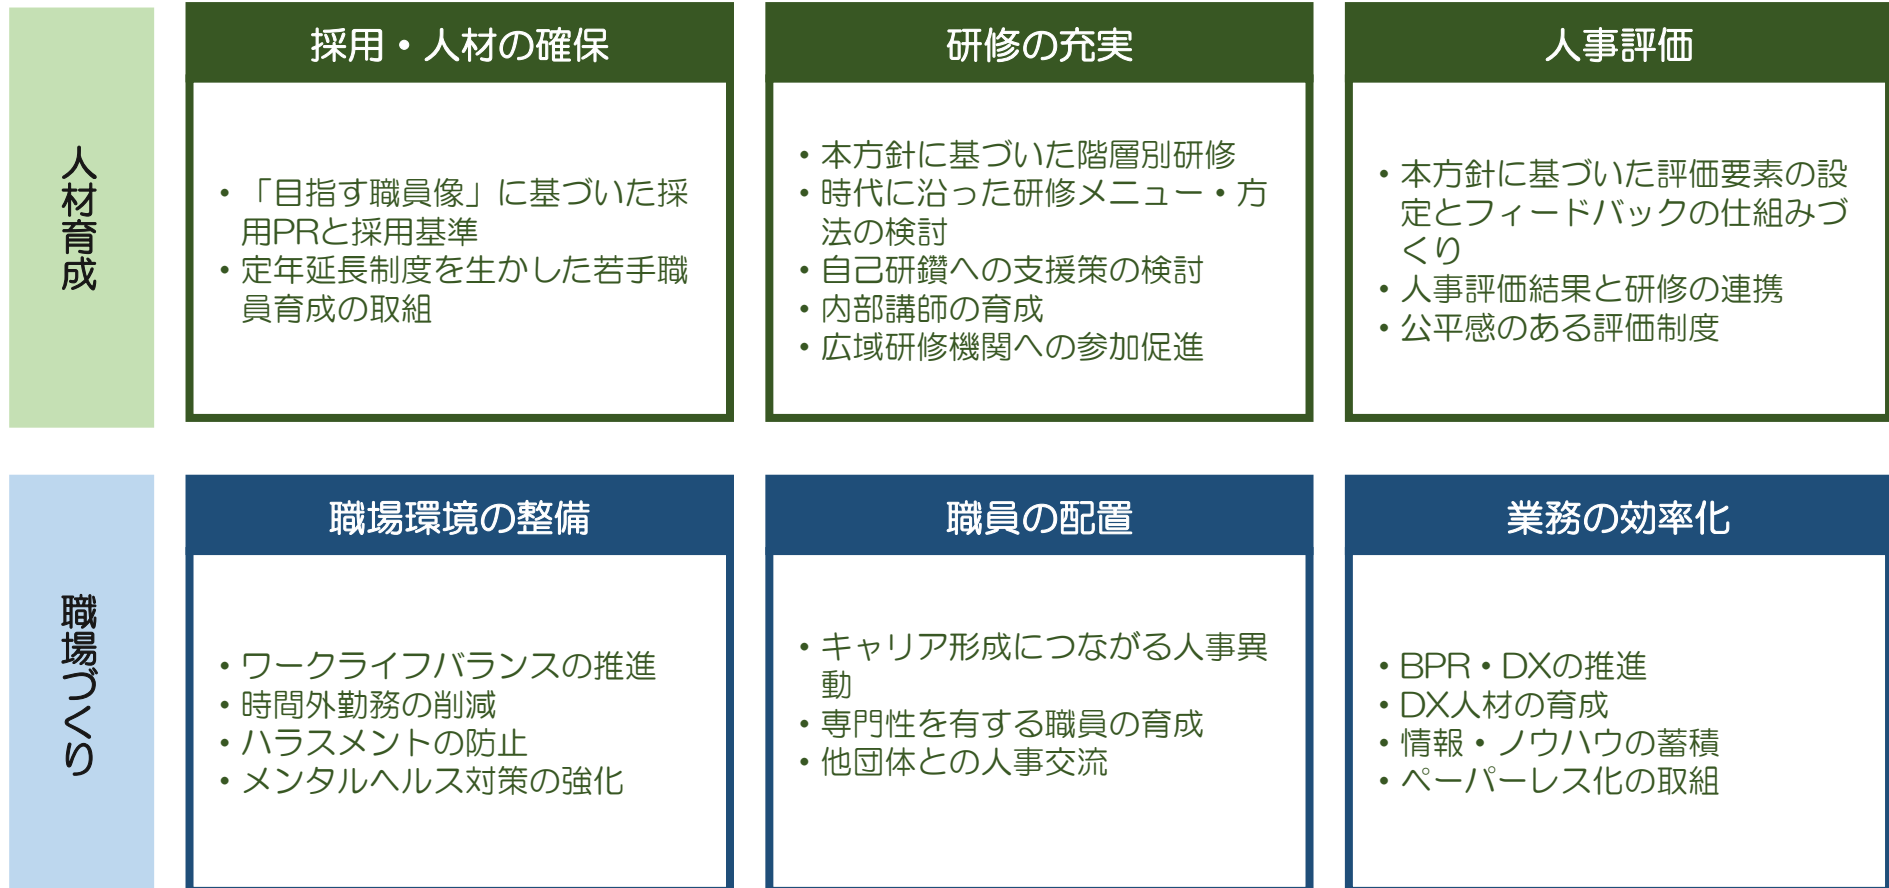 人材育成
採用・人材の確保
・「目指す職員像」に基づいた採
用PRと採用基準
・定年延長制度を生かした若手職
員育成の取組
研修の充実
・本方針に基づいた階層別研修
・時代に沿った研修メニュー・方
法の検討
・自己研鑽への支援策の検討
・内部講師の育成
・広域研修機関への参加促進
人事評価
・本方針に基づいた評価要素の設
定とフィードバックの仕組みづ
くり
・人事評価結果と研修の連携
・公平感のある評価制度
職場づくり
職場環境の整備
・ワークライフバランスの推進
・時間外勤務の削減
・ハラスメントの防止
・メンタルヘルス対策の強化
職員の配置
・キャリア形成につながる人事異
動
・専門性を有する職員の育成
・他団体との人事交流
業務の効率化
・BPR・DXの推進
・DX人材の育成
・情報・ノウハウの蓄積
・ペーパーレス化の取組